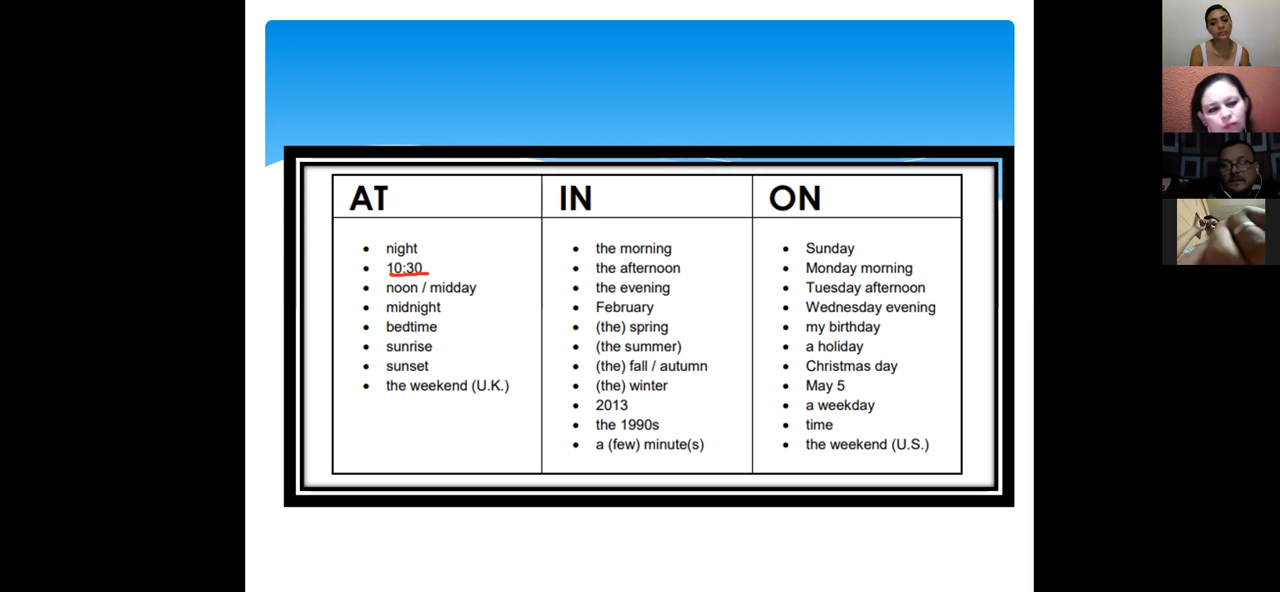 AT
night
10:30
noon / midday
midnight
bedtime
sunrise
sunset
the weekend (U.K.)
IN
the morning
the afternoon
the evening
February
(the) spring
(the summer)
(the) fall / autumn
(the) winter
2013
the 1990s
a (few) minute(s)
ON
Sunday
Monday morning
Tuesday afternoon
Wednesday evening
my birthday
a holiday
Christmas day
May 5
a weekday
time
the weekend (U.S.)